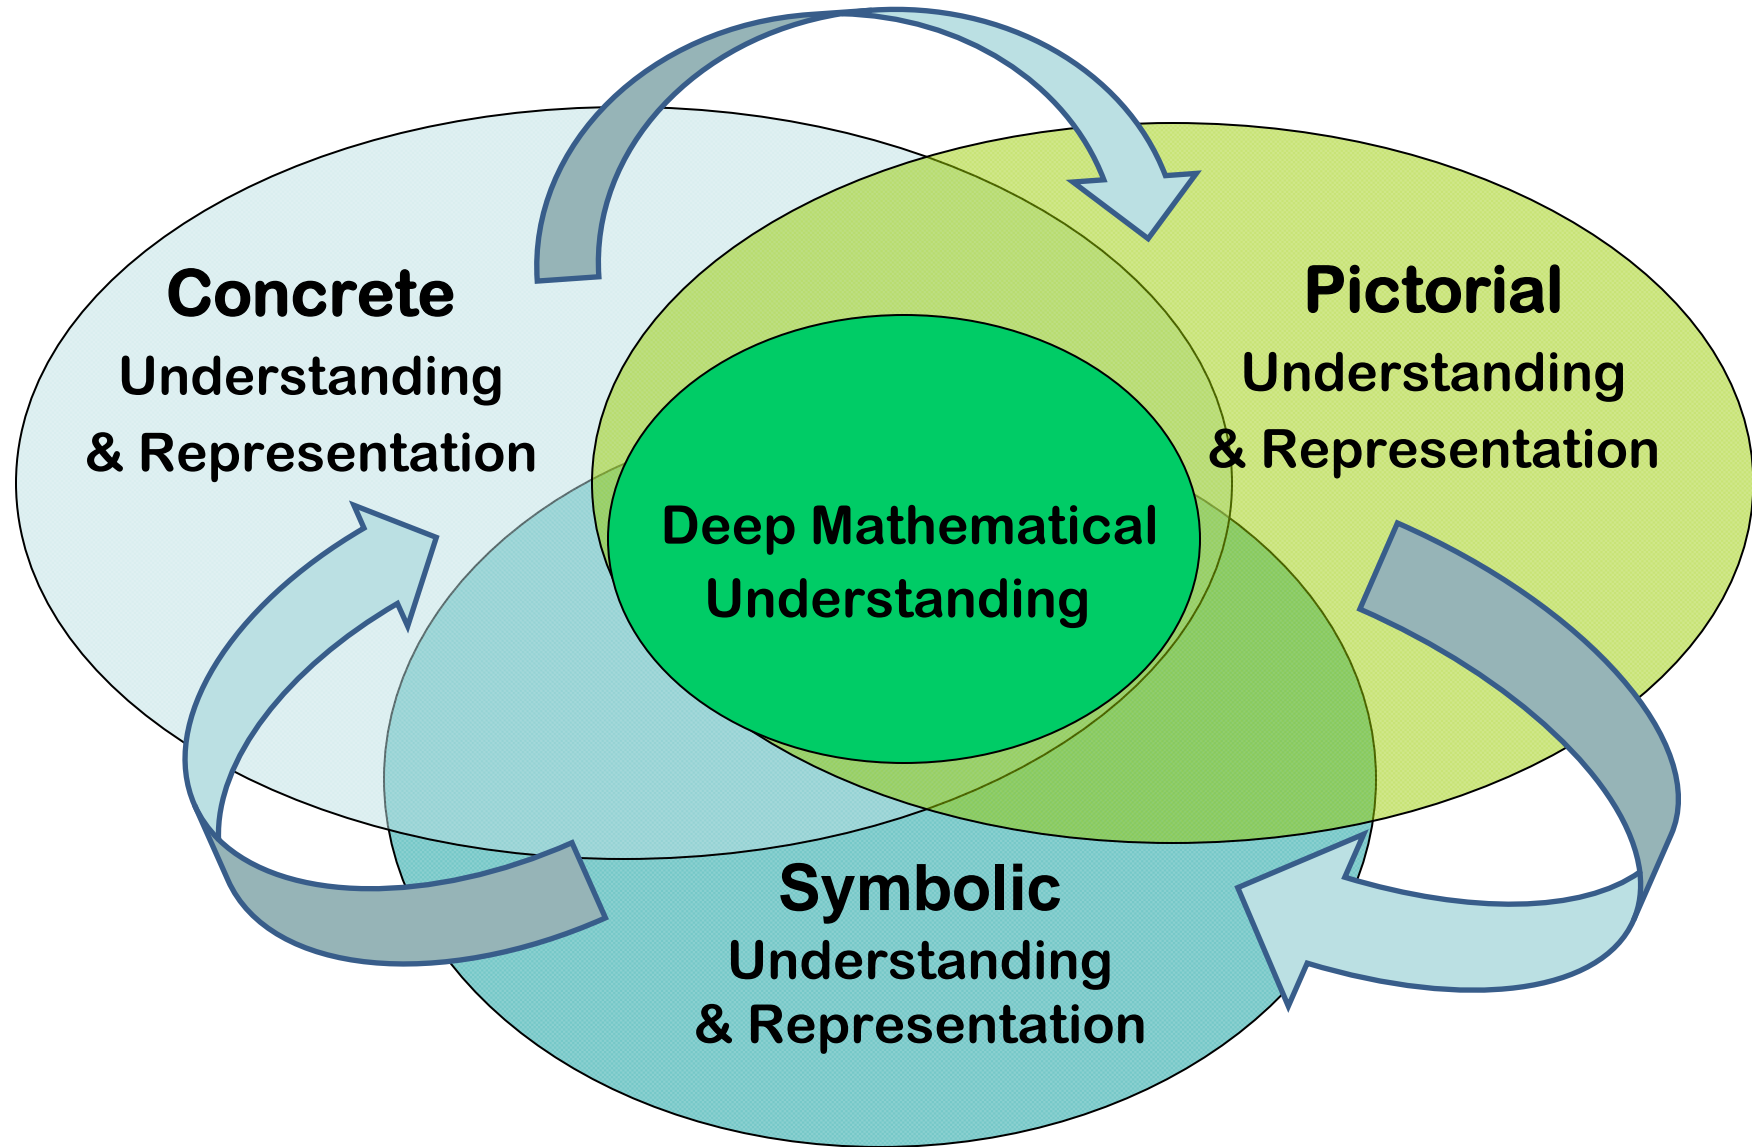 Concrete
Understanding
& Representation
Pictorial
Understanding
& Representation
Deep Mathematical
Understanding
Symbolic
Understanding
& Representation